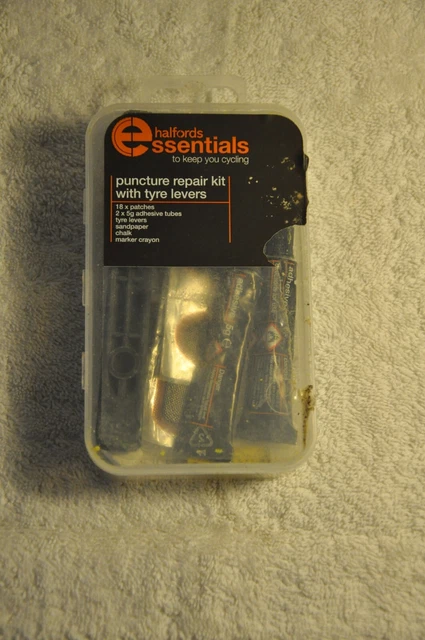 halfords
essentials
to keep you cycling
puncture repair kit
with tyre levers
18 x patches
2 x 5g adhesive tubes
tyre levers
sandpaper
chalk
marker crayon